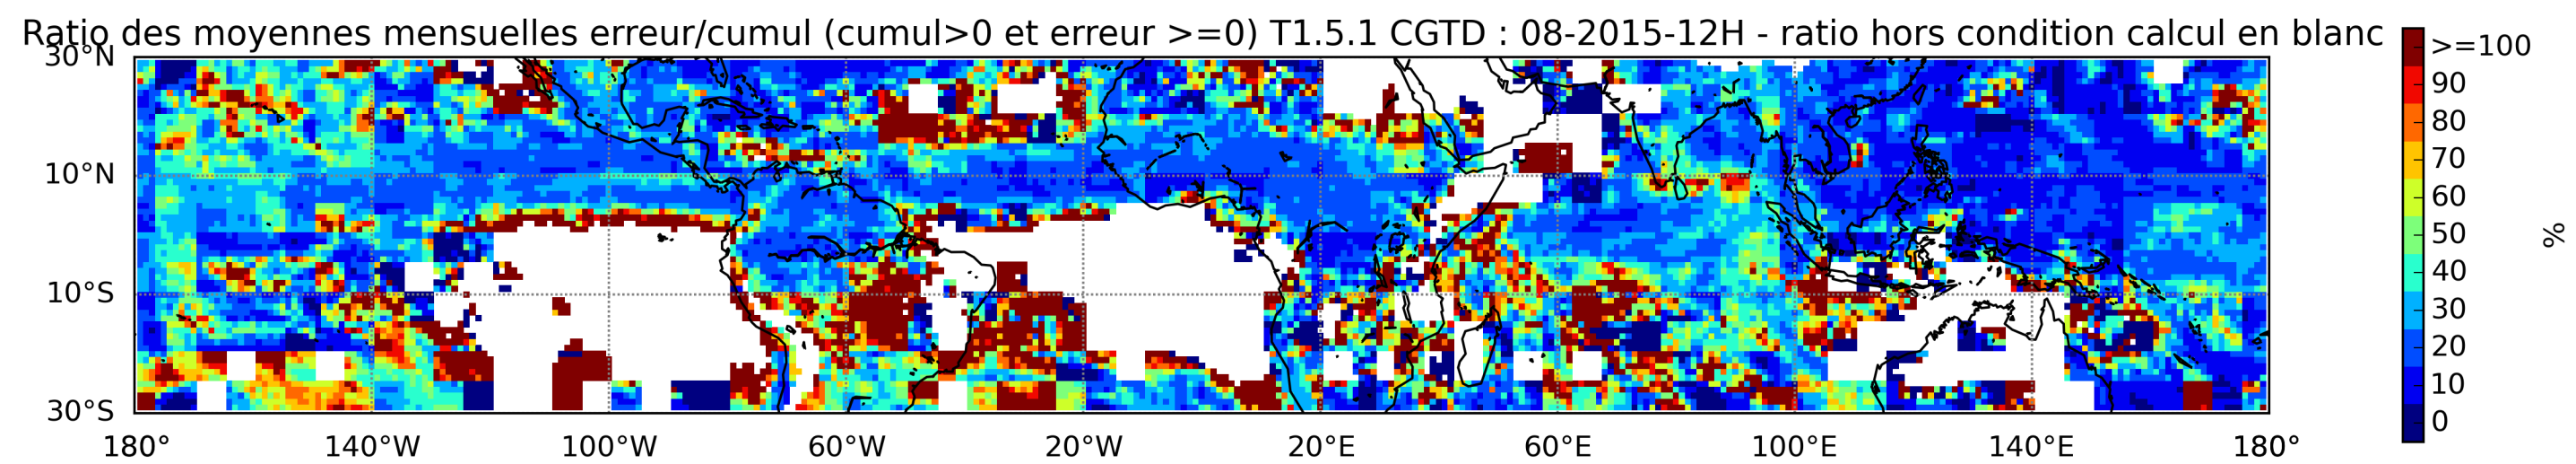 Ratio des moyennes mensuelles erreur/cumul (cumul>0 et erreur >=0) T1.5.1 CGTD : 08-2015-12H - ratio hors condition calcul en blanc
30°N
10°N
10°S
30°S
180°
140°W
100°W
60°W
20°W
20°E
60°E
100°E
140°E
180°
>=100
90
80
70
60
50
40
30
20
10
0
%